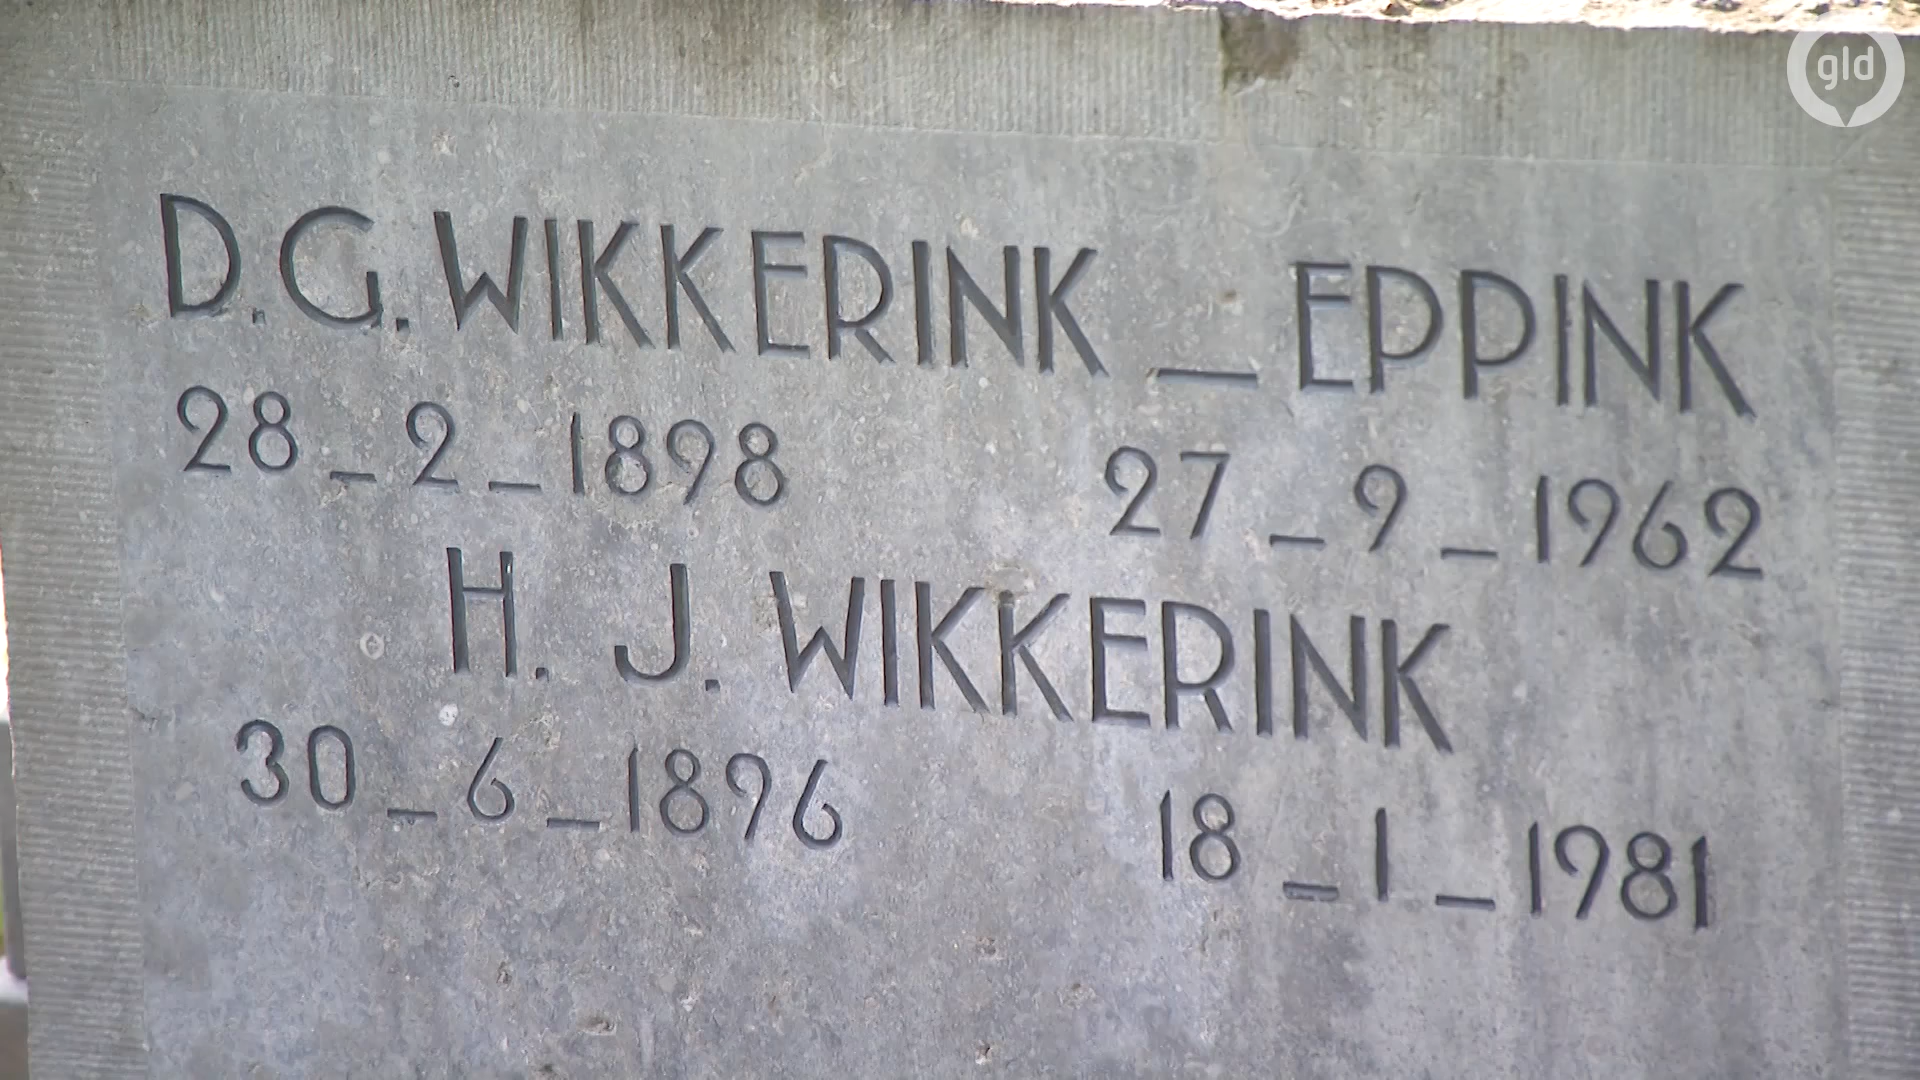 gld
D.G. WIKKERINK _ EPPINK
28_2_1898 27_9_1962
H. J. WIKKERINK
30_6_1896 18_1_1981